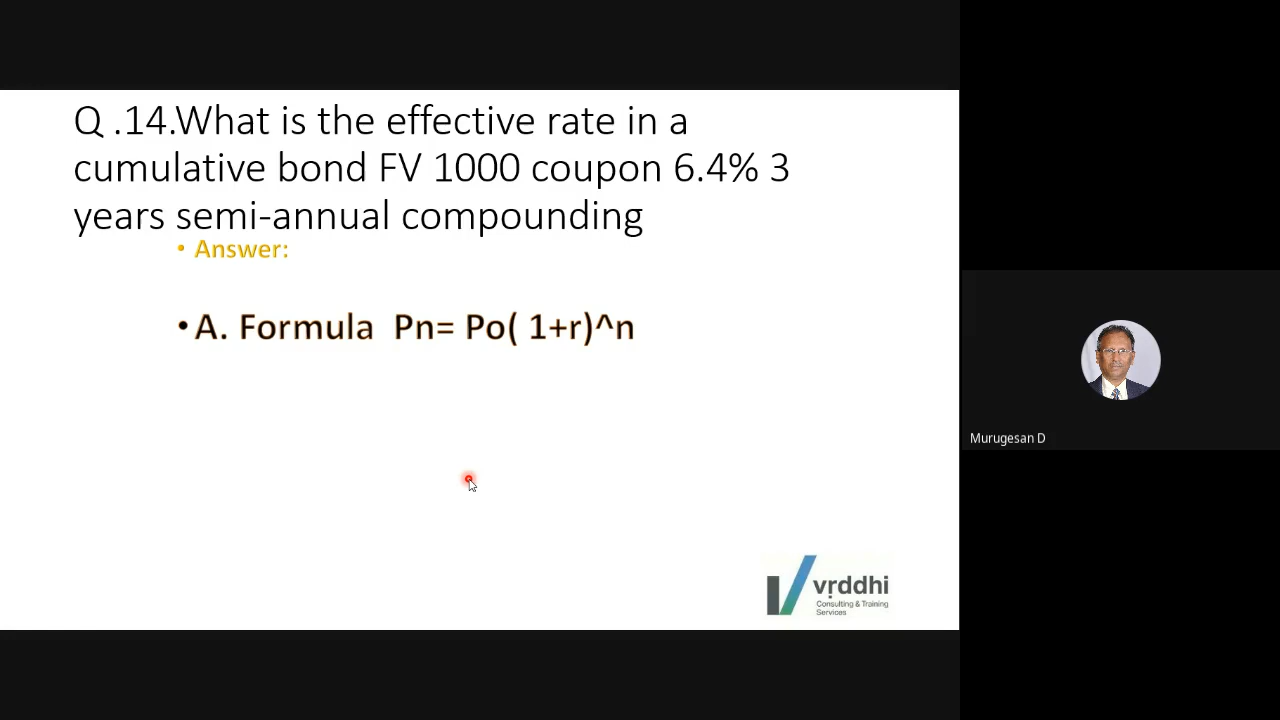 Q .14.What is the effective rate in a
cumulative bond FV 1000 coupon 6.4% 3
years semi-annual compounding
• Answer:
• A. Formula Pn= Po( 1+r)^n
Murugesan D
vṛddhi
Consulting & Training
Services